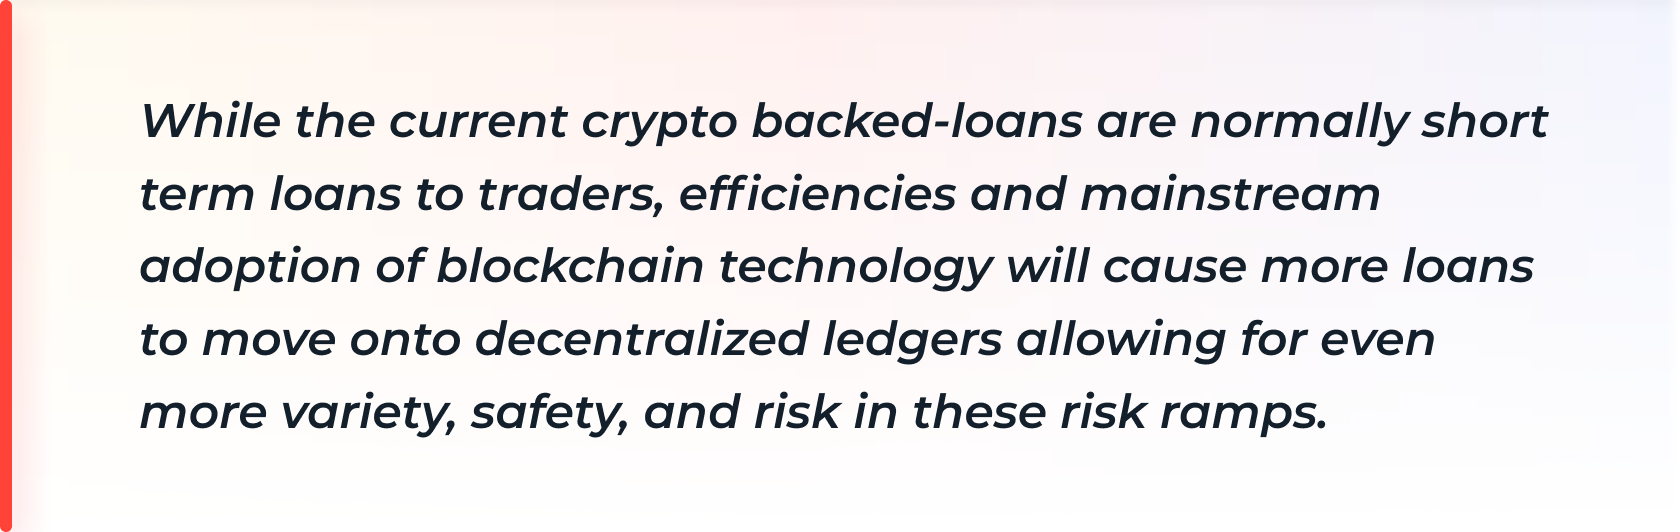 While the current crypto backed-loans are normally short
term loans to traders, efficiencies and mainstream
adoption of blockchain technology will cause more loans
to move onto decentralized ledgers allowing for even
more variety, safety, and risk in these risk ramps.